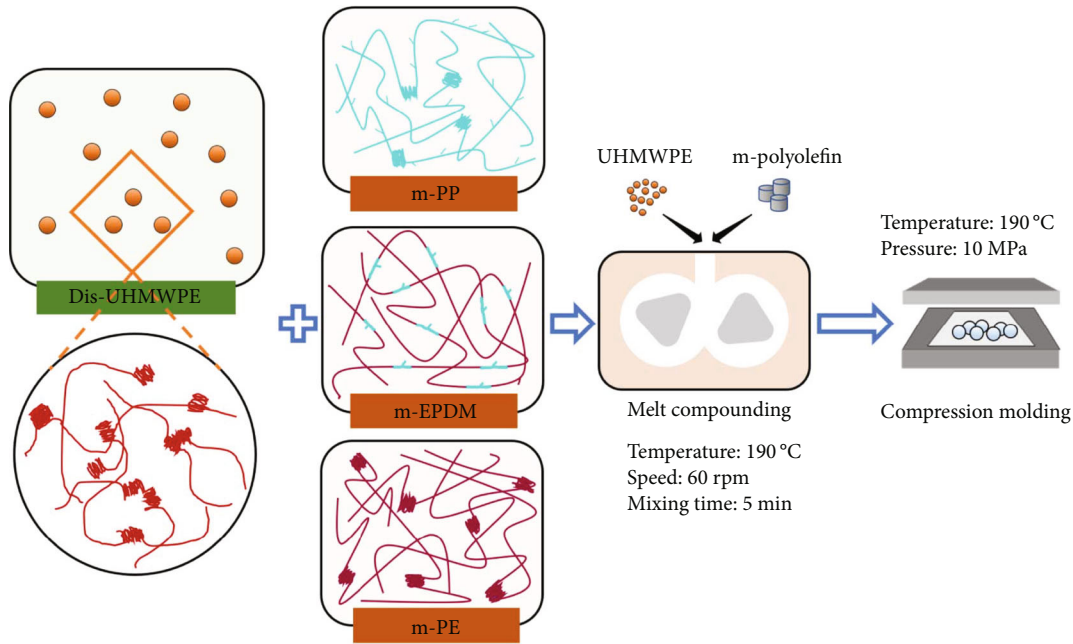 Dis-UHMWPE
m-PP
m-EPDM
m-PE
UHMWPE
m-polyolefin
Melt compounding
Temperature: 190 °C
Speed: 60 rpm
Mixing time: 5 min
Temperature: 190 °C
Pressure: 10 MPa
Compression molding